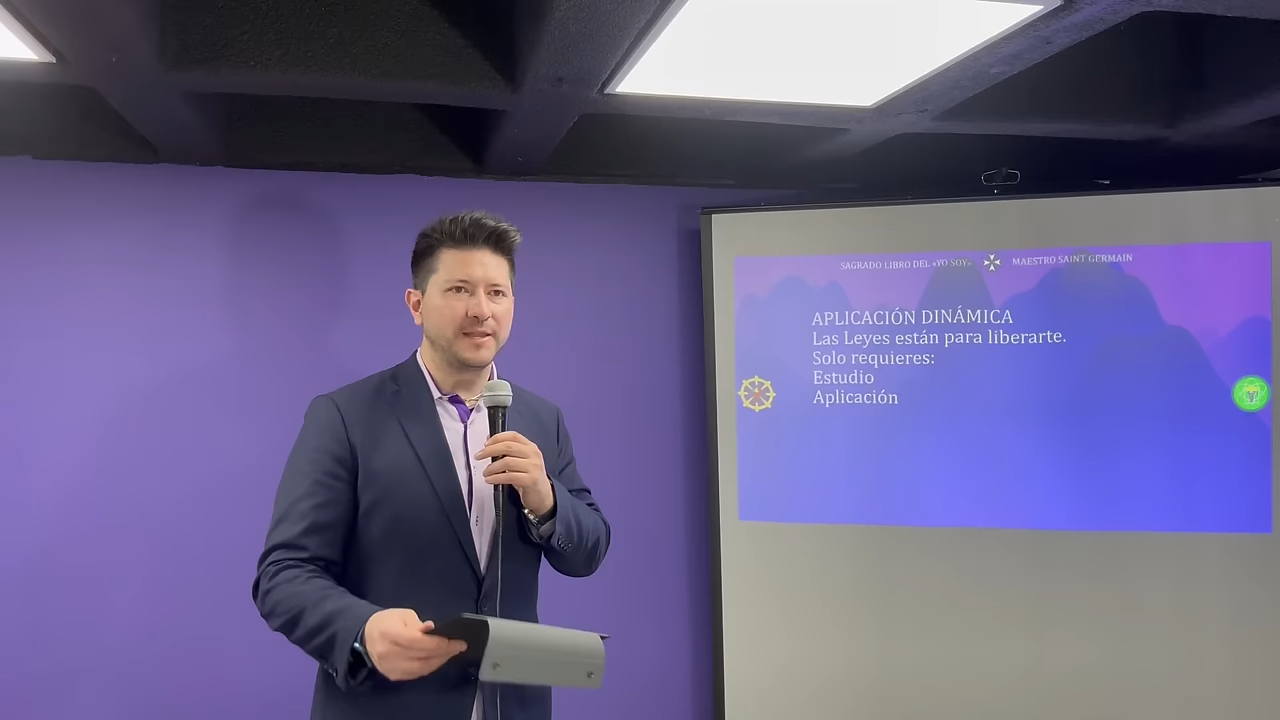 SAGRADO LIBRO DEL «YO SOY» MAESTRO SAINT GERMAIN
APLICACIÓN DINÁMICA
Las Leyes están para liberarte.
Solo requieres:
Estudio
Aplicación